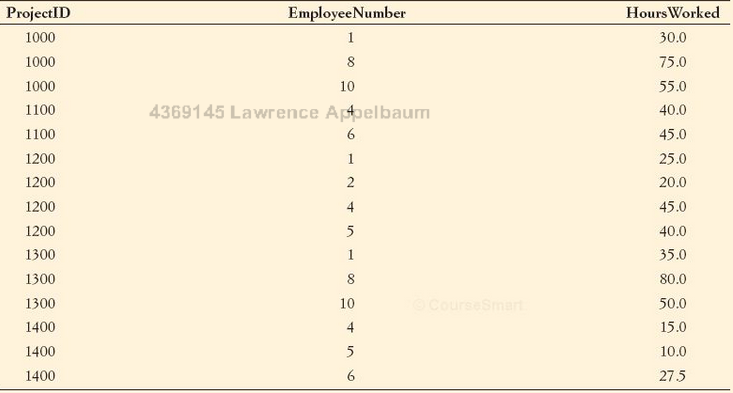 ProjectID EmployeeNumber HoursWorked
1000 1 30.0
1000 8 75.0
1000 10 55.0
1100 4 40.0
4369145 Lawrence Appelbaum
1100 6 45.0
1200 1 25.0
1200 2 20.0
1200 4 45.0
1200 5 40.0
1300 1 35.0
1300 8 80.0
1300 10 50.0
© CourseSmart
1400 4 15.0
1400 5 10.0
1400 6 27.5